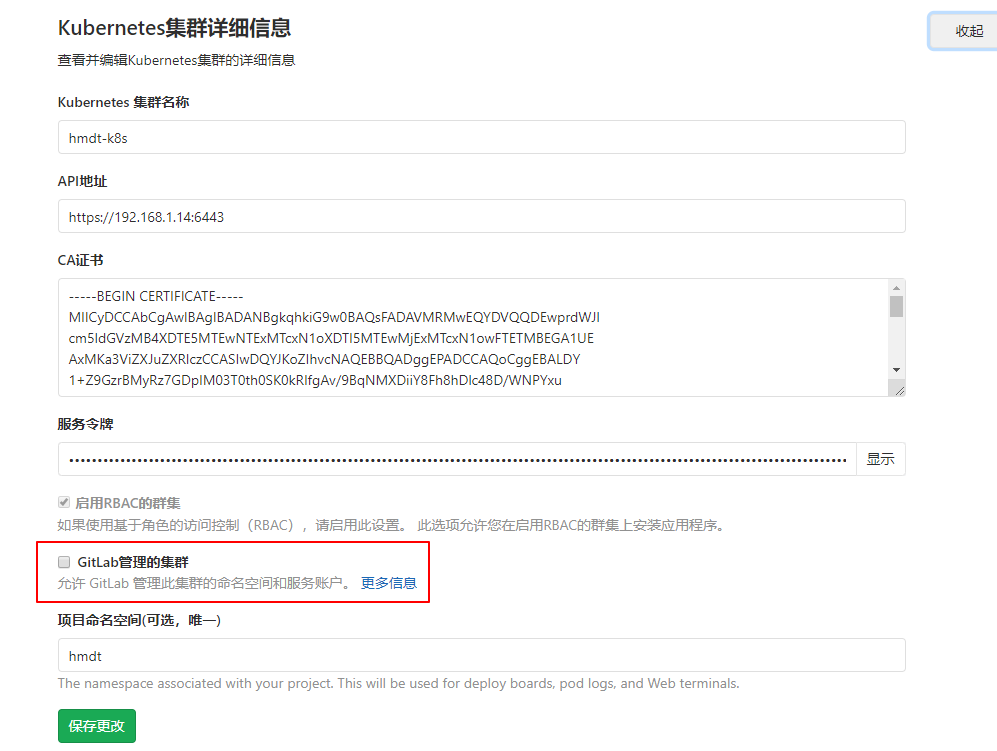 Kubernetes集群详细信息
收起
查看并编辑Kubernetes集群的详细信息
Kubernetes 集群名称
hmdt-k8s
API地址
https://192.168.1.14:6443
CA证书
-----BEGIN CERTIFICATE-----
MIICyDCCAbCgAwIBAgIBADANBgkqhkiG9w0BAQsFADAVMRMwEQYDVQQDEwprdWJl
cm5ldGVzMB4XDTE5MTEwNTExMTcxN1oXDTI5MTEwMjExMTcxN1owFTETMBEGA1UE
AxMKa3ViZXJuZXRlczCCASIwDQYJKoZIhvcNAQEBBQADggEPADCCAQoCggEBALDY
1+Z9GzrBMyRz7GDpIM03T0th0SK0kRIfgAv/9BqNMXDiiY8Fh8hDIc48D/WNPYxu
服务令牌
显示
启用RBAC的群集
如果使用基于角色的访问控制（RBAC），请启用此设置。 此选项允许您在启用RBAC的群集上安装应用程序。
GitLab管理的集群
允许 GitLab 管理此集群的命名空间和服务账户。 更多信息
项目命名空间(可选，唯一)
hmdt
The namespace associated with your project. This will be used for deploy boards, pod logs, and Web terminals.
保存更改